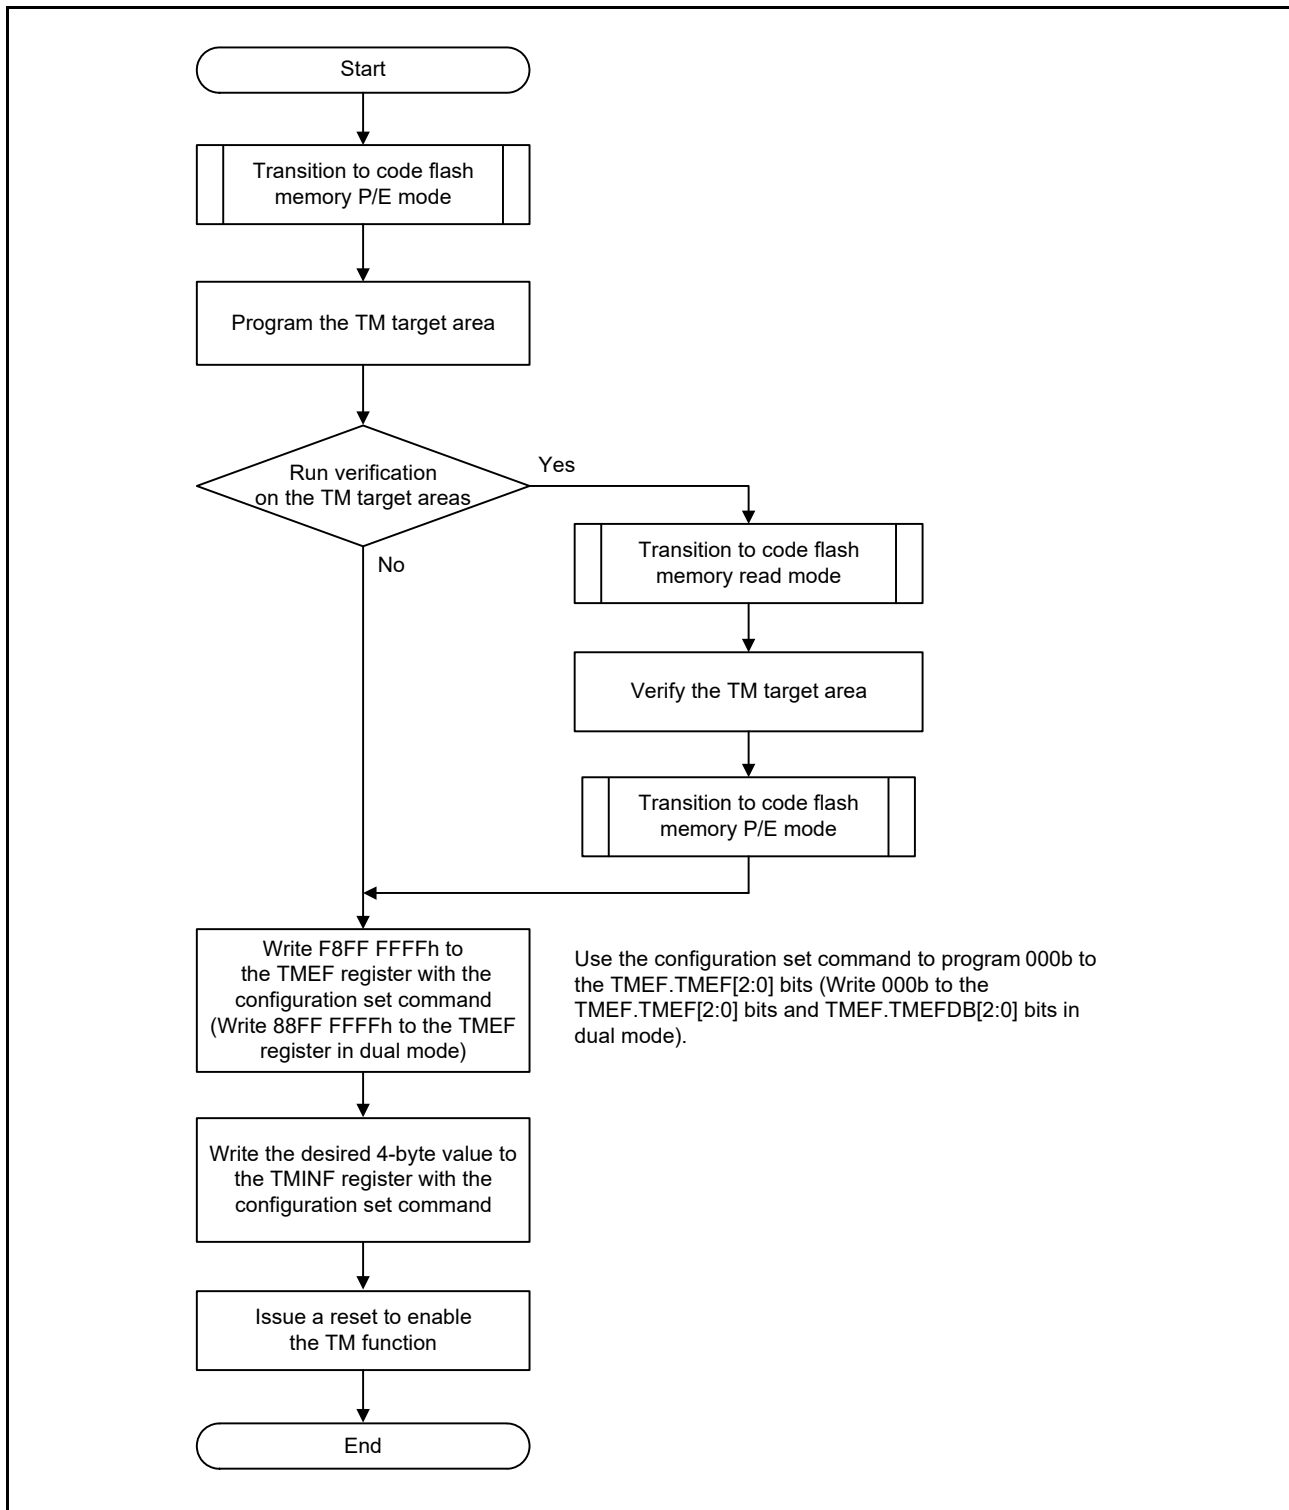 Start
Transition to code flash
memory P/E mode
Program the TM target area
Run verification
on the TM target areas
Yes
No
Transition to code flash
memory read mode
Verify the TM target area
Transition to code flash
memory P/E mode
Write F8FF FFFFh to
the TMEF register with the
configuration set command
(Write 88FF FFFFh to the TMEF
register in dual mode)
Use the configuration set command to program 000b to
the TMEF.TMEF[2:0] bits (Write 000b to the
TMEF.TMEF[2:0] bits and TMEF.TMEFDB[2:0] bits in
dual mode).
Write the desired 4-byte value to
the TMINF register with the
configuration set command
Issue a reset to enable
the TM function
End